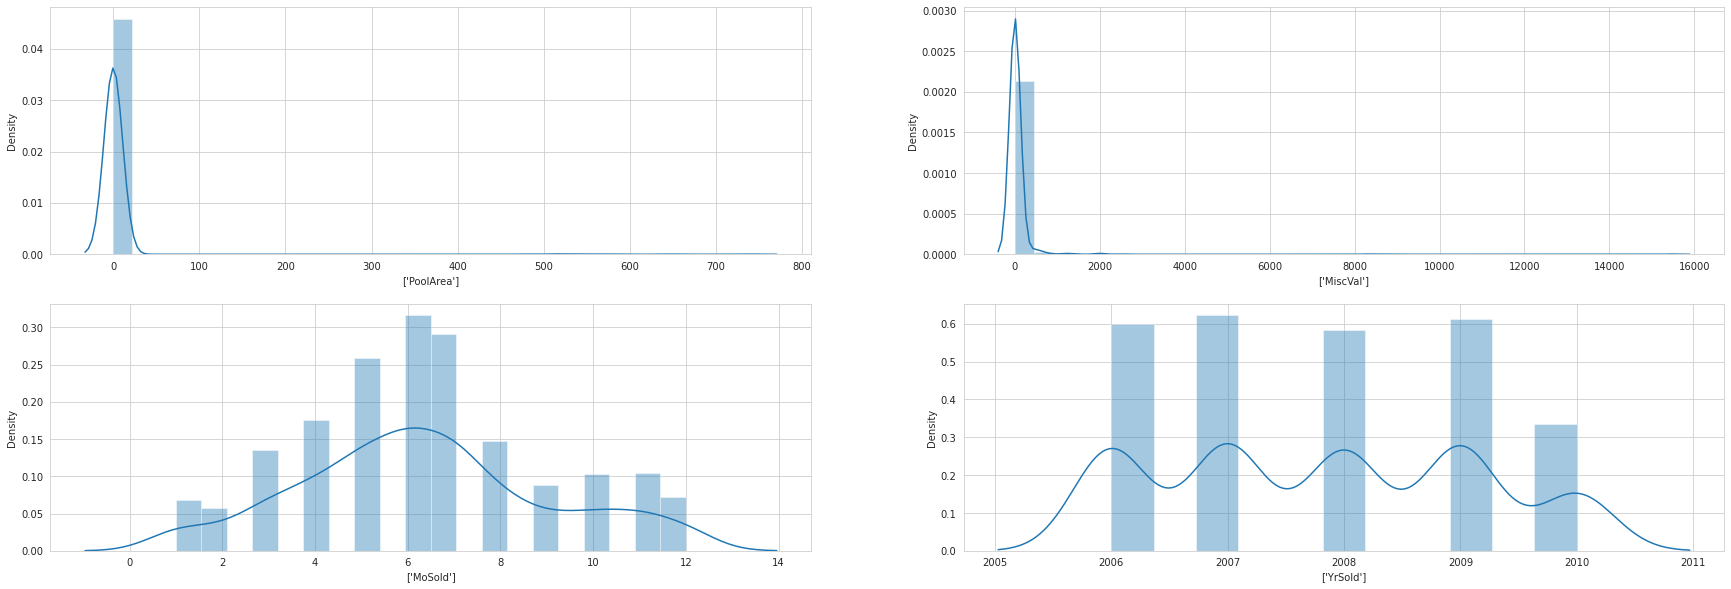 0.04
0.03
0.02
0.01
0.00
Density
0 100 200 300 400 500 600 700 800
['PoolArea']
0.0030
0.0025
0.0020
0.0015
0.0010
0.0005
0.0000
Density
0 2000 4000 6000 8000 10000 12000 14000 16000
['MiscVal']
0.30
0.25
0.20
0.15
0.10
0.05
0.00
Density
0 2 4 6 8 10 12 14
['MoSold']
0.6
0.5
0.4
0.3
0.2
0.1
0.0
Density
2005 2006 2007 2008 2009 2010 2011
['YrSold']